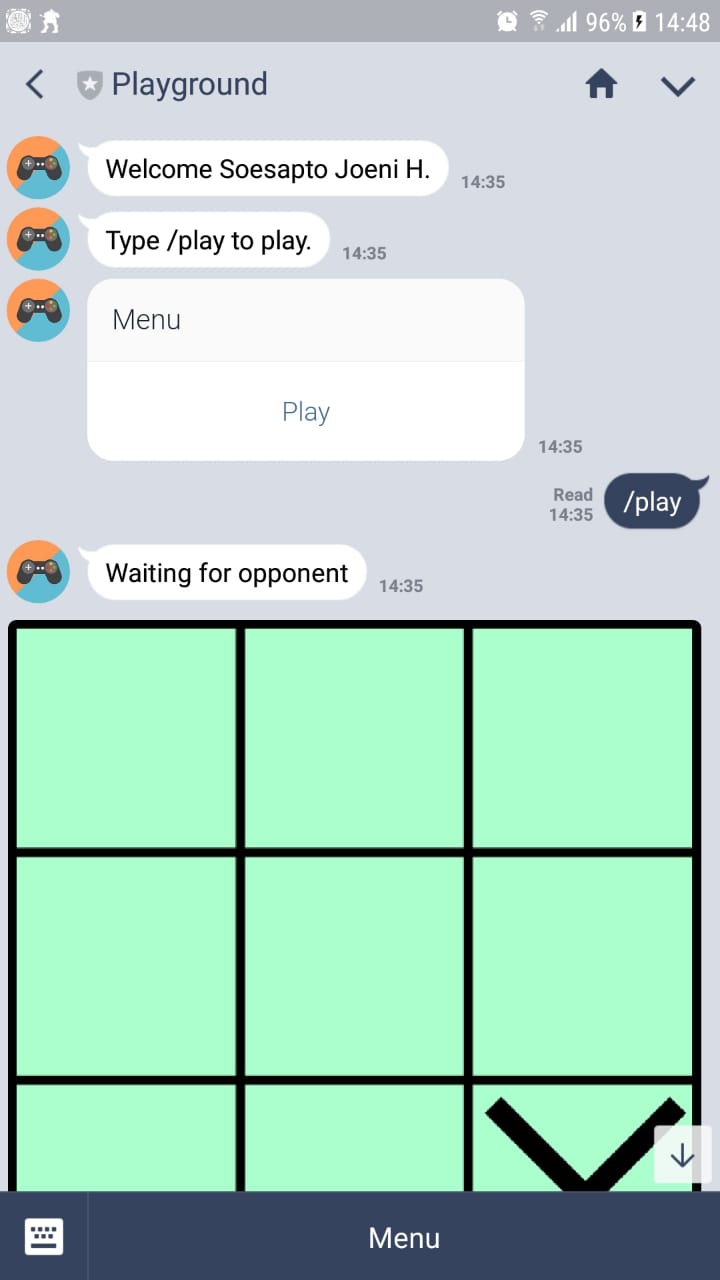 96% 14:48
Playground
Welcome Soesapto Joeni H.
14:35
Type /play to play.
14:35
Menu
Play
14:35
Read
14:35
/play
Waiting for opponent
14:35
Menu